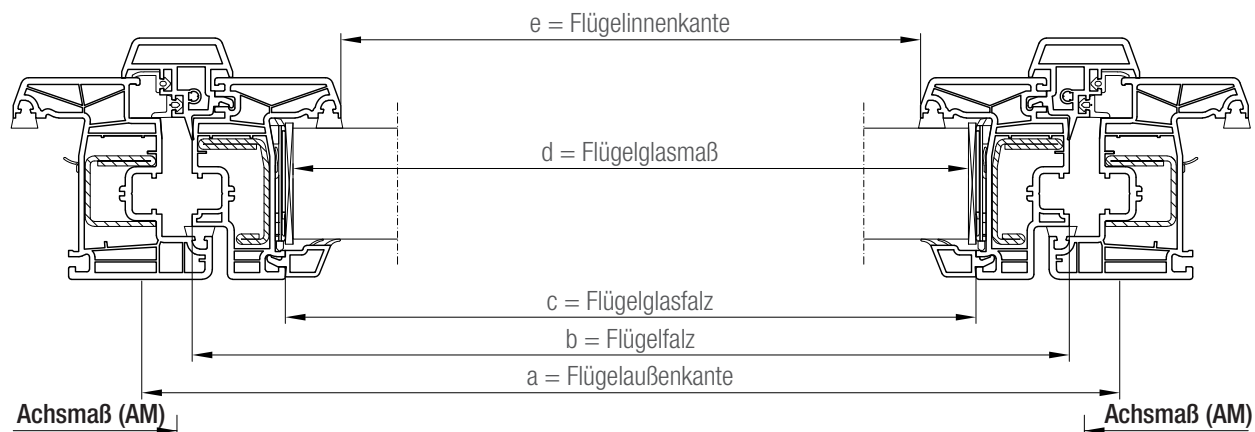 e = Flügelinnenkante
d = Flügelglasmaß
c = Flügelglasfalz
b = Flügelfalz
a = Flügelaußenkante
Achsmaß (AM)
Achsmaß (AM)